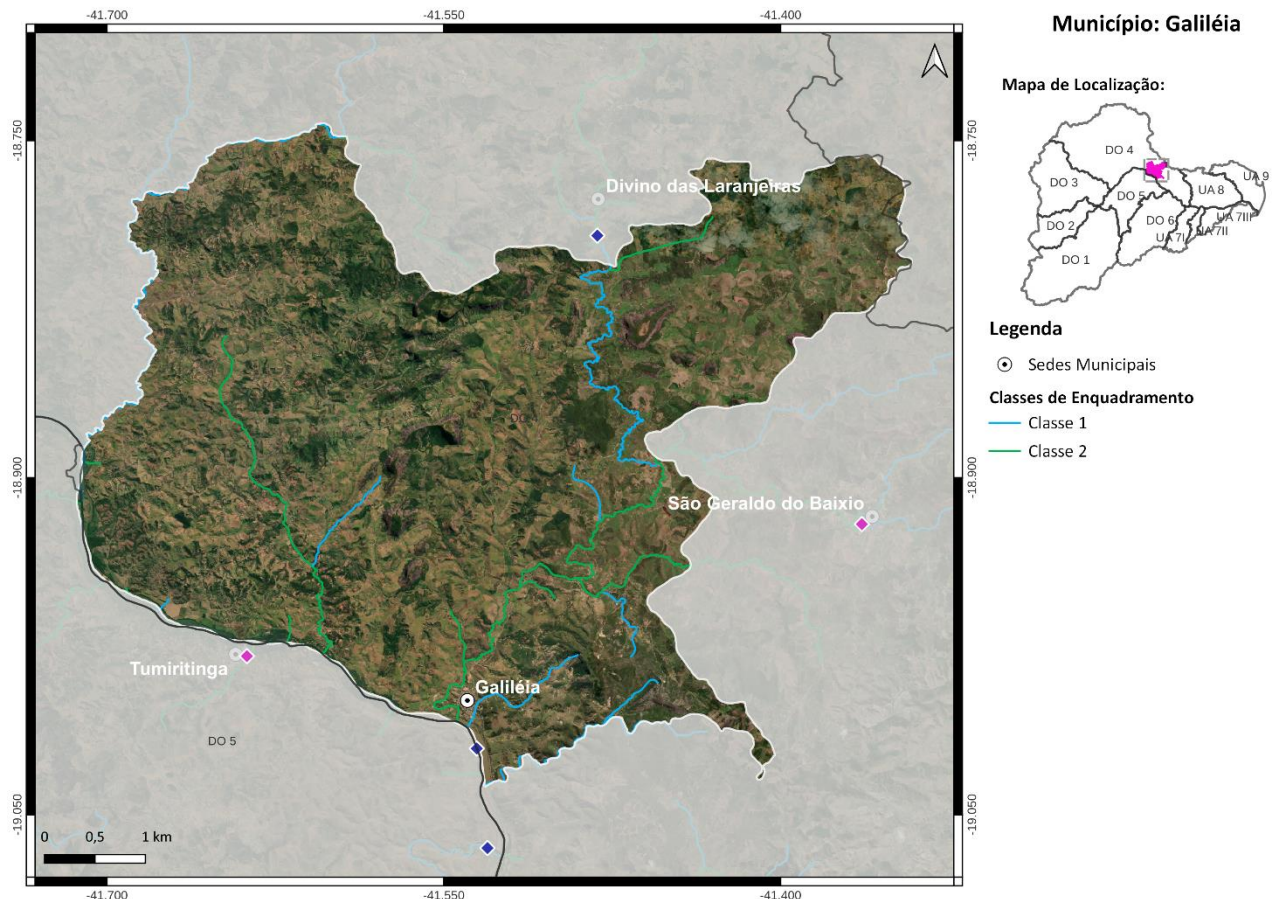 Município: Galiléia
-41.700
-41.550
-41.400
-18.750
-18.750
Mapa de Localização:
DO 4
DO 3
DO 5
UA 9
UA 8
DO 2
DO 6
UA 7III
UA 7II
UA 7I
DO 1
Divino das Laranjeiras
Legenda
Sedes Municipais
Classes de Enquadramento
Classe 1
Classe 2
-18.900
-18.900
São Geraldo do Baixio
Tumiritinga
Galiléia
DO 5
-19.050
-19.050
0 0,5 1 km
-41.700
-41.550
-41.400